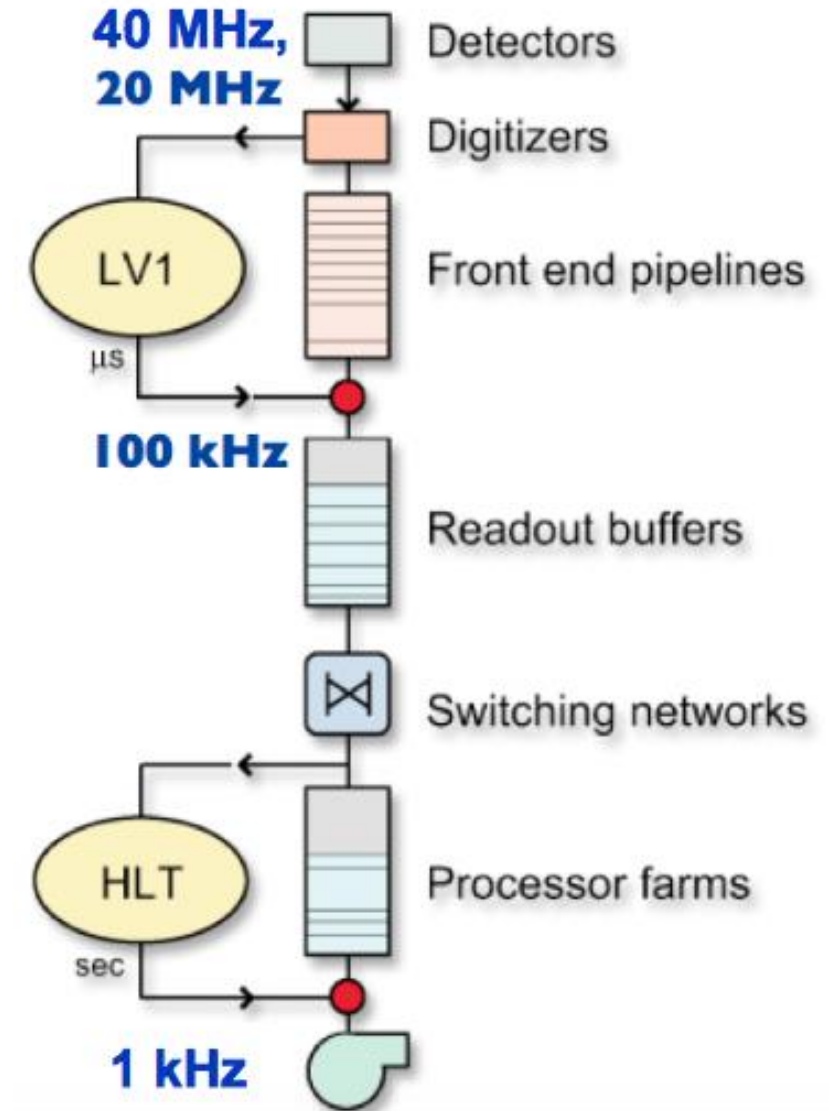 40 MHz,
20 MHz
Detectors
Digitizers
LV1
Front end pipelines
µs
100 kHz
Readout buffers
Switching networks
HLT
Processor farms
sec
1 kHz